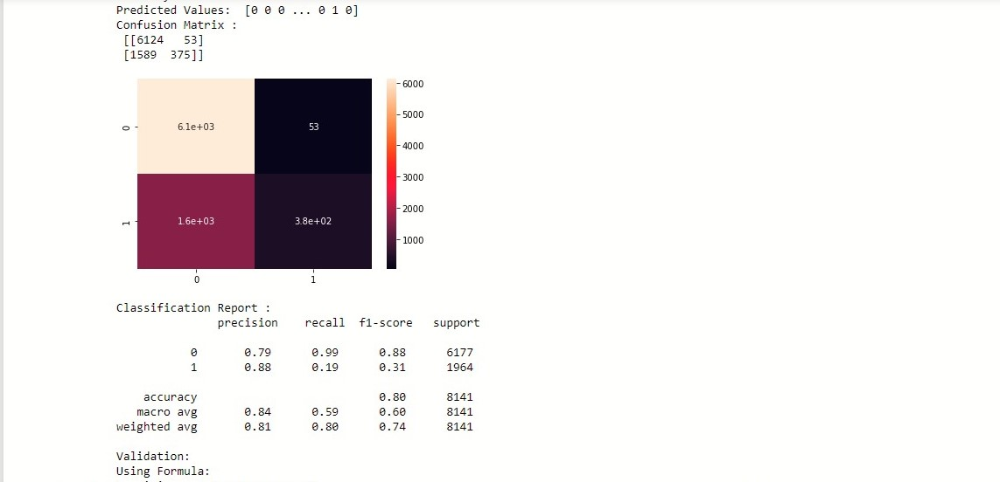 Predicted Values:  [0 0 0 ... 0 1 0]
Confusion Matrix :
[[6124   53]
[1589  375]]
6000
0 6.1e+03 53
5000
4000
3000
2000
1 1.6e+03 3.8e+02
1000
0 1
Classification Report :
precision    recall  f1-score   support
0       0.79      0.99      0.88      6177
1       0.88      0.19      0.31      1964
accuracy                           0.80      8141
macro avg       0.84      0.59      0.60      8141
weighted avg       0.81      0.80      0.74      8141
Validation:
Using Formula: